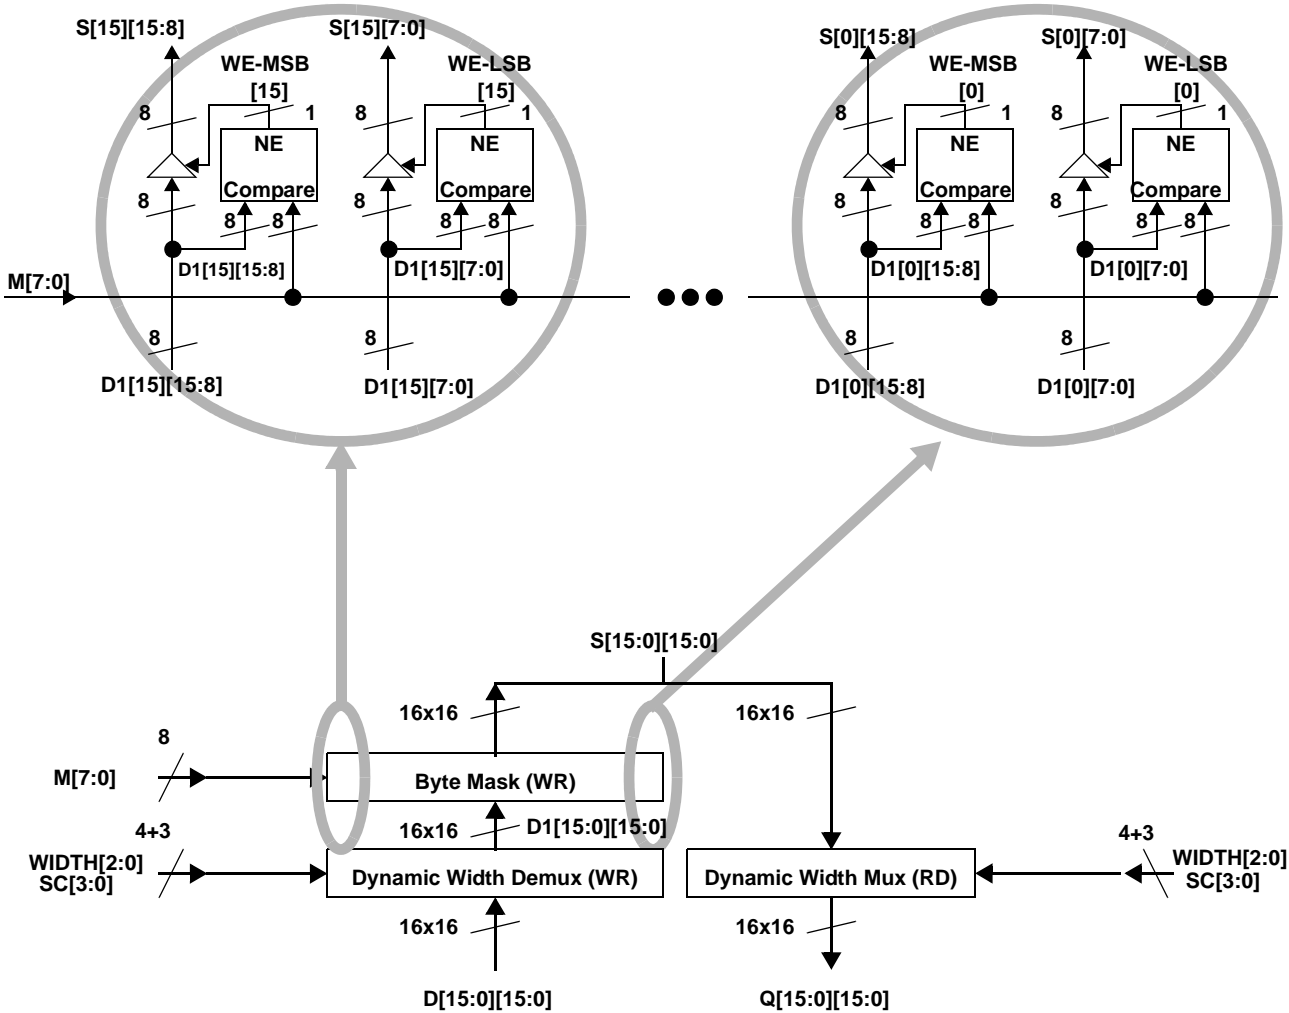 S[15][15:8]
S[15][7:0]
S[0][15:8]
S[0][7:0]
WE-MSB
[15]
WE-LSB
[15]
WE-MSB
[0]
WE-LSB
[0]
8
1
8
1
8
1
8
1
NE
NE
NE
NE
Compare
Compare
Compare
Compare
8
8
8
8
8
8
8
8
8
8
8
8
D1[15][15:8]
D1[15][7:0]
D1[0][15:8]
D1[0][7:0]
M[7:0]
8
8
8
8
D1[15][15:8]
D1[15][7:0]
D1[0][15:8]
D1[0][7:0]
S[15:0][15:0]
16x16
16x16
8
M[7:0]
Byte Mask (WR)
4+3
16x16
D1[15:0][15:0]
4+3
WIDTH[2:0]
SC[3:0]
Dynamic Width Demux (WR)
Dynamic Width Mux (RD)
WIDTH[2:0]
SC[3:0]
16x16
16x16
D[15:0][15:0]
Q[15:0][15:0]